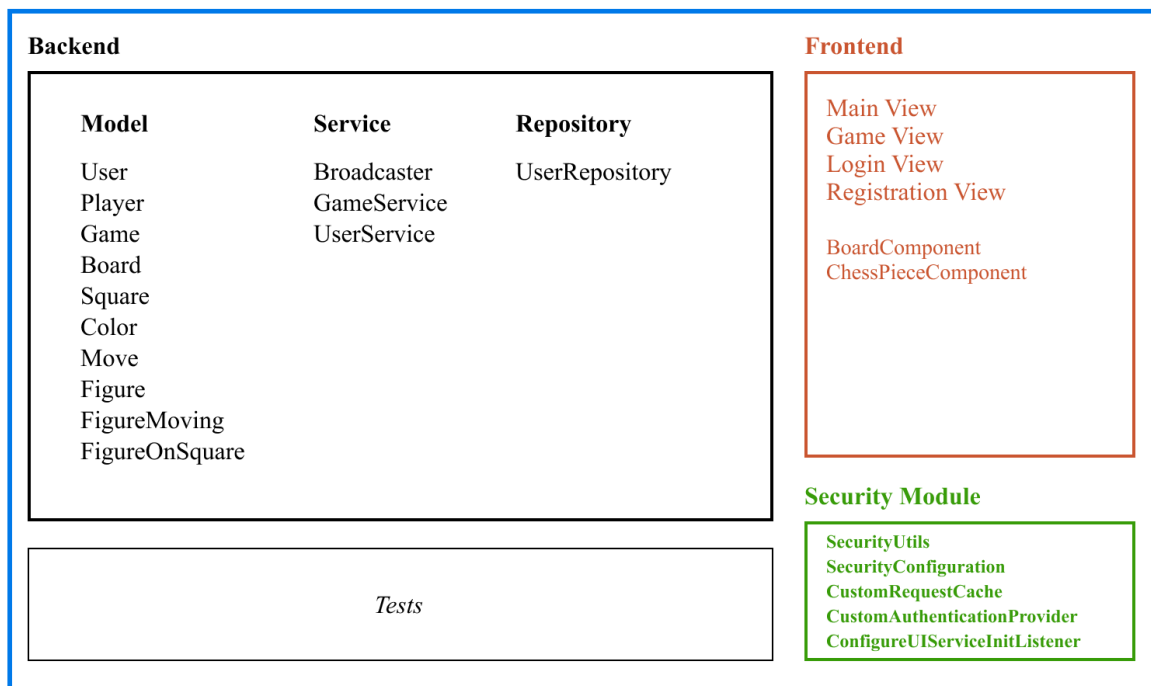 Backend
Model
User
Player
Game
Board
Square
Color
Move
Figure
FigureMoving
FigureOnSquare
Service
Broadcaster
GameService
UserService
Repository
UserRepository
Tests
Frontend
Main View
Game View
Login View
Registration View
BoardComponent
ChessPieceComponent
Security Module
SecurityUtils
SecurityConfiguration
CustomRequestCache
CustomAuthenticationProvider
ConfigureUIServiceInitListener